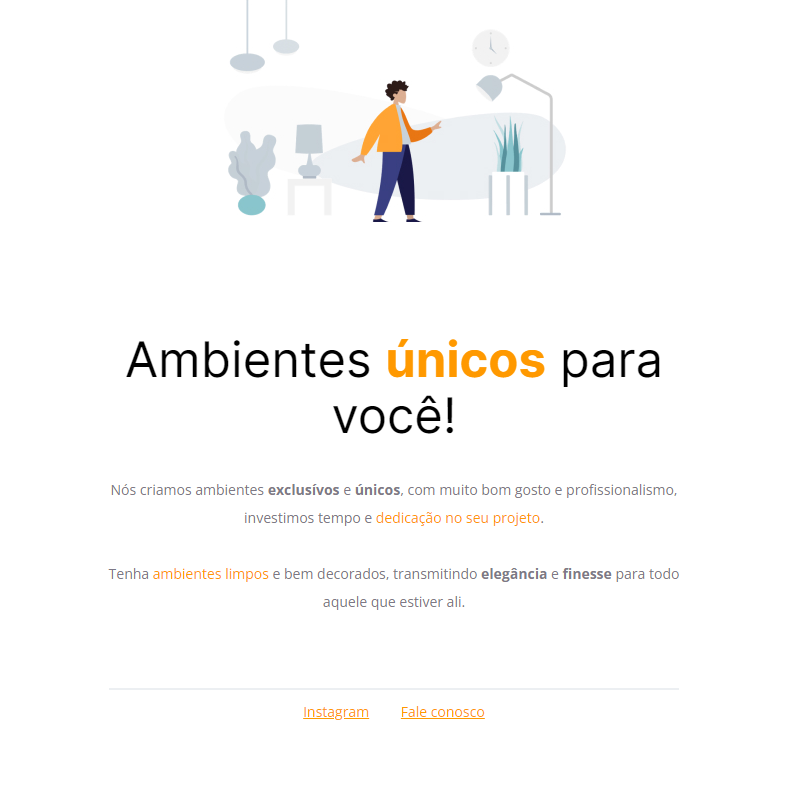 Ambientes únicos para
você!
Nós criamos ambientes exclusívos e únicos, com muito bom gosto e profissionalismo,
investimos tempo e dedicação no seu projeto.
Tenha ambientes limpos e bem decorados, transmitindo elegância e finesse para todo
aquele que estiver ali.
Instagram Fale conosco